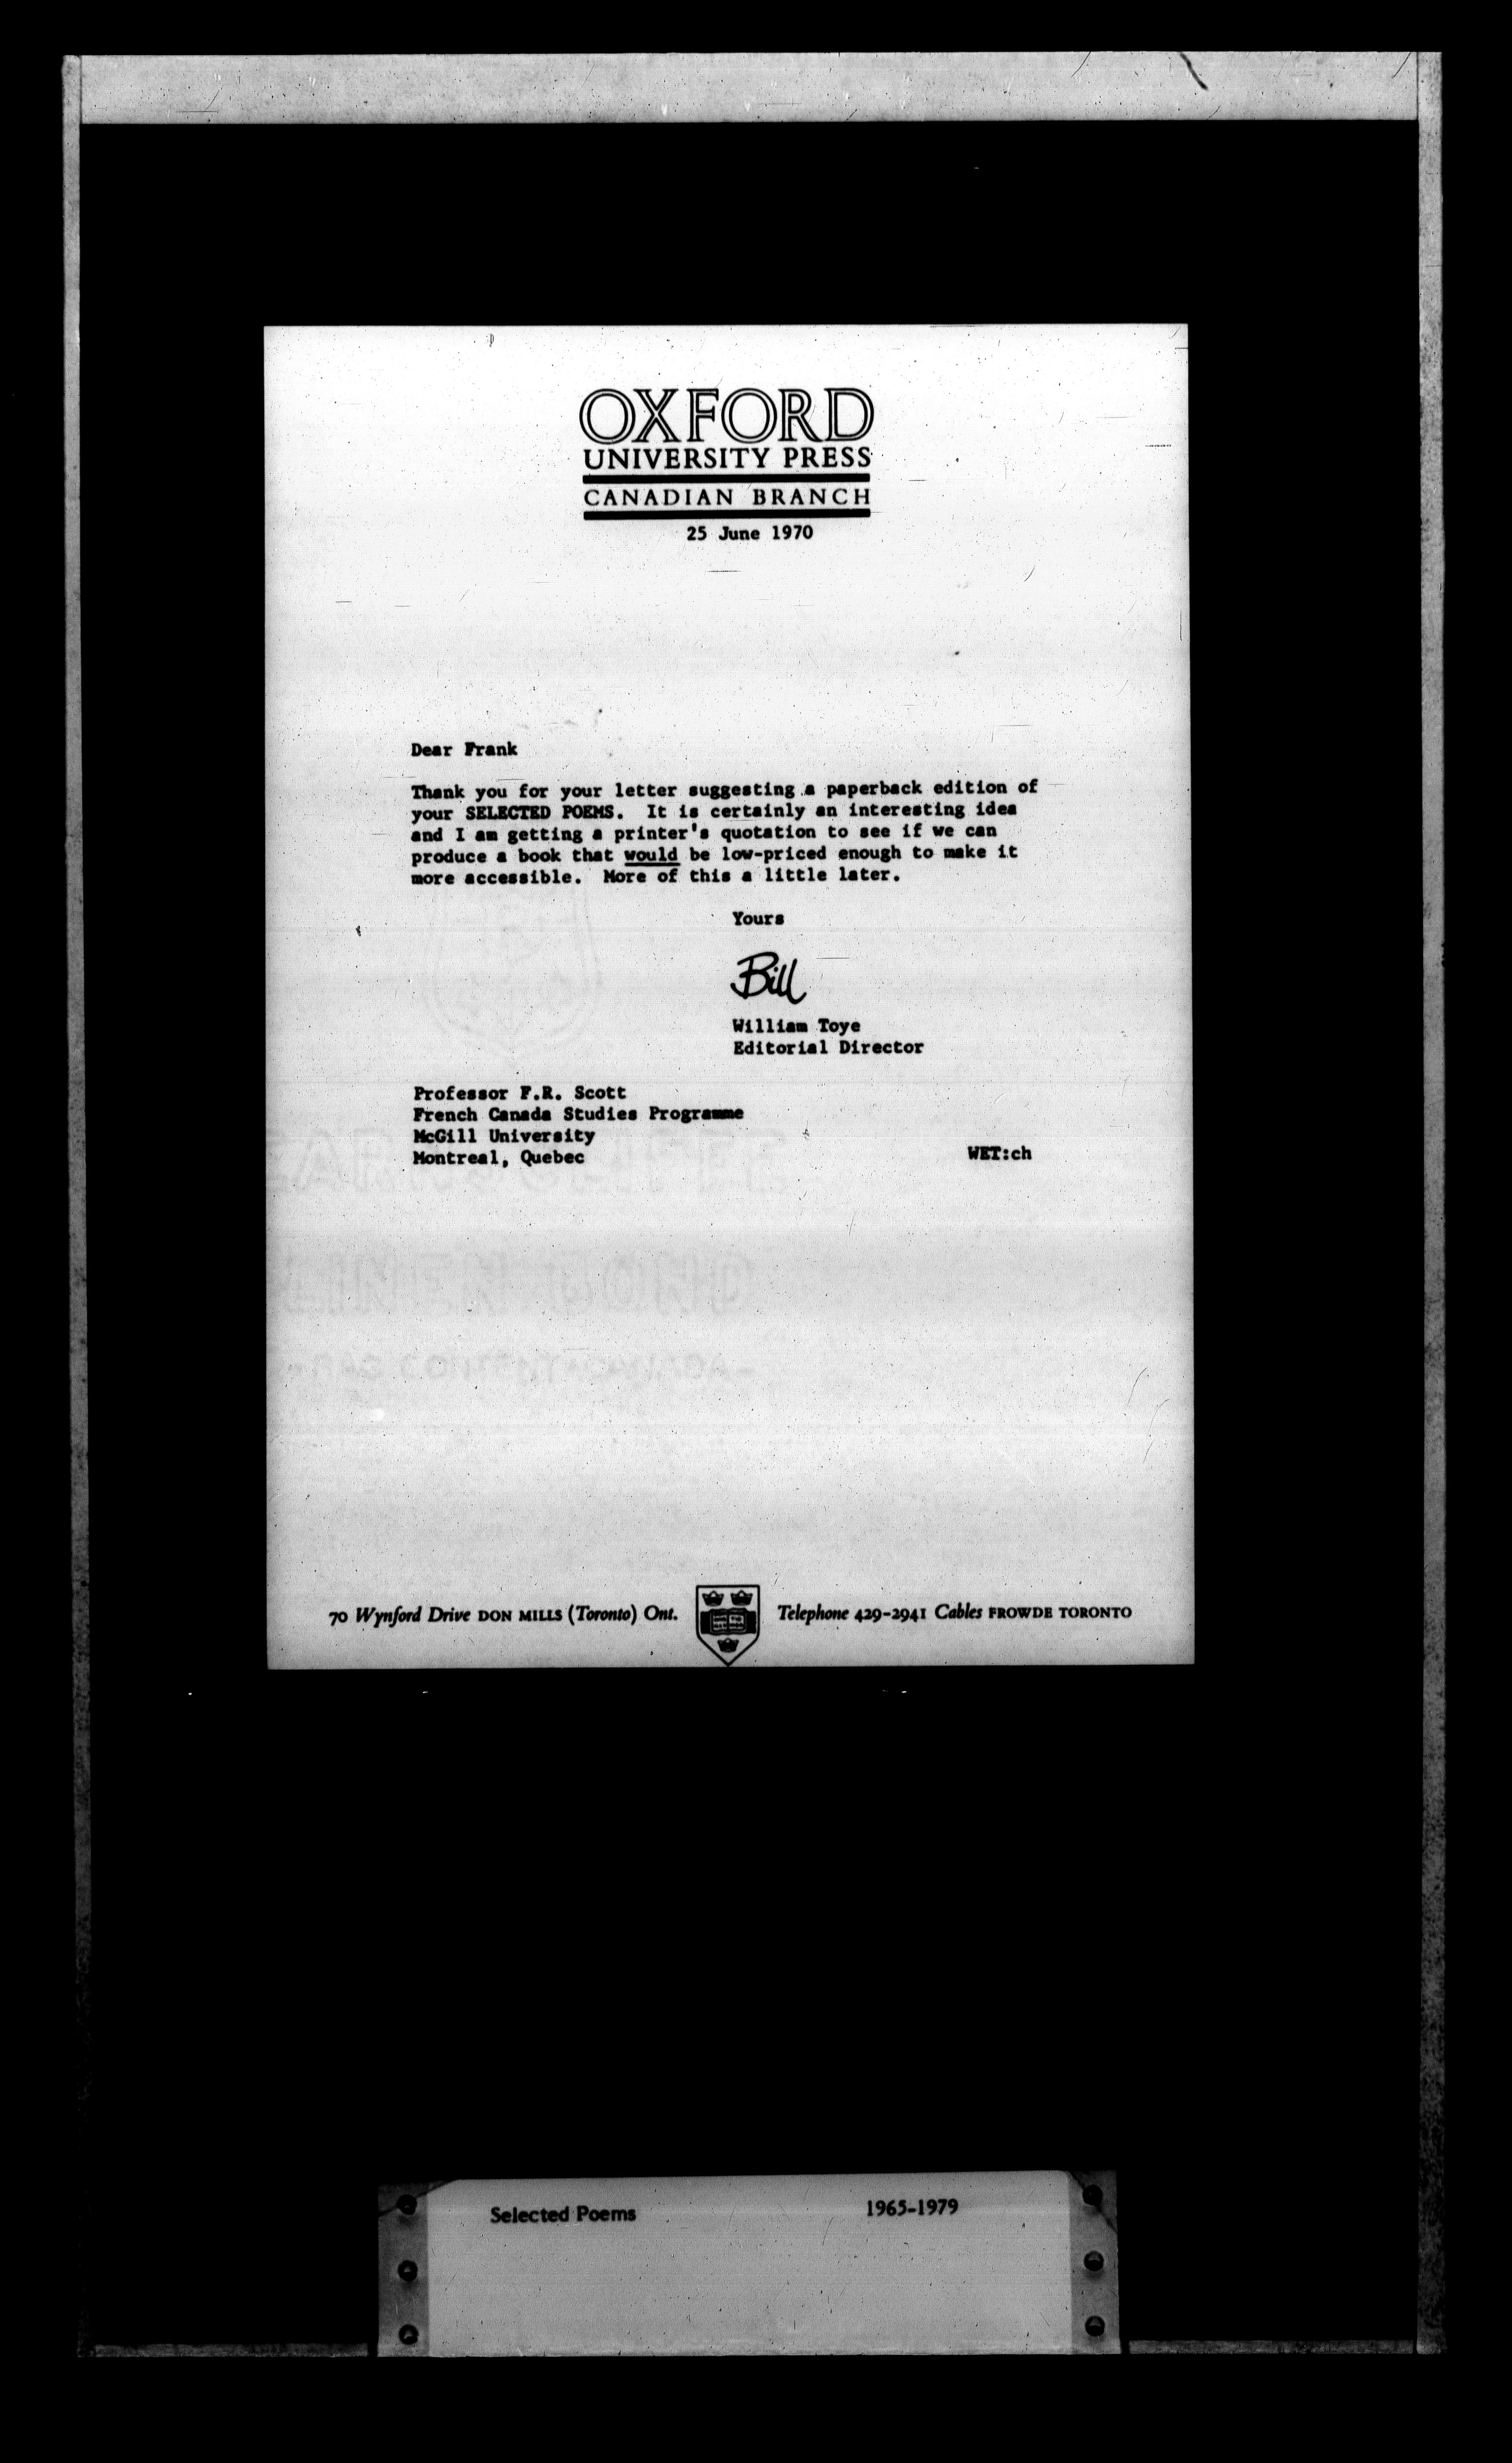 OXFORD
UNIVERSITY PRESS
CANADIAN BRANCH
25 June 1970
Dear Frank
Thank you for your letter suggesting a paperback edition of
your SELECTED POEMS. It is certainly an interesting idea
and I am getting a printer's quotation to see if we can
produce a book that would be low-priced enough to make it
more accessible. More of this a little later.
Yours
Bill
William Toye
Editorial Director
Professor F.R. Scott
French Canada Studies Programme
McGill University
Montreal, Quebec
WET:ch
70 Wynford Drive DON MILLS (Toronto) Ont.
Telephone 429-2941 Cables FROWDE TORONTO
Selected Poems 1965-1979